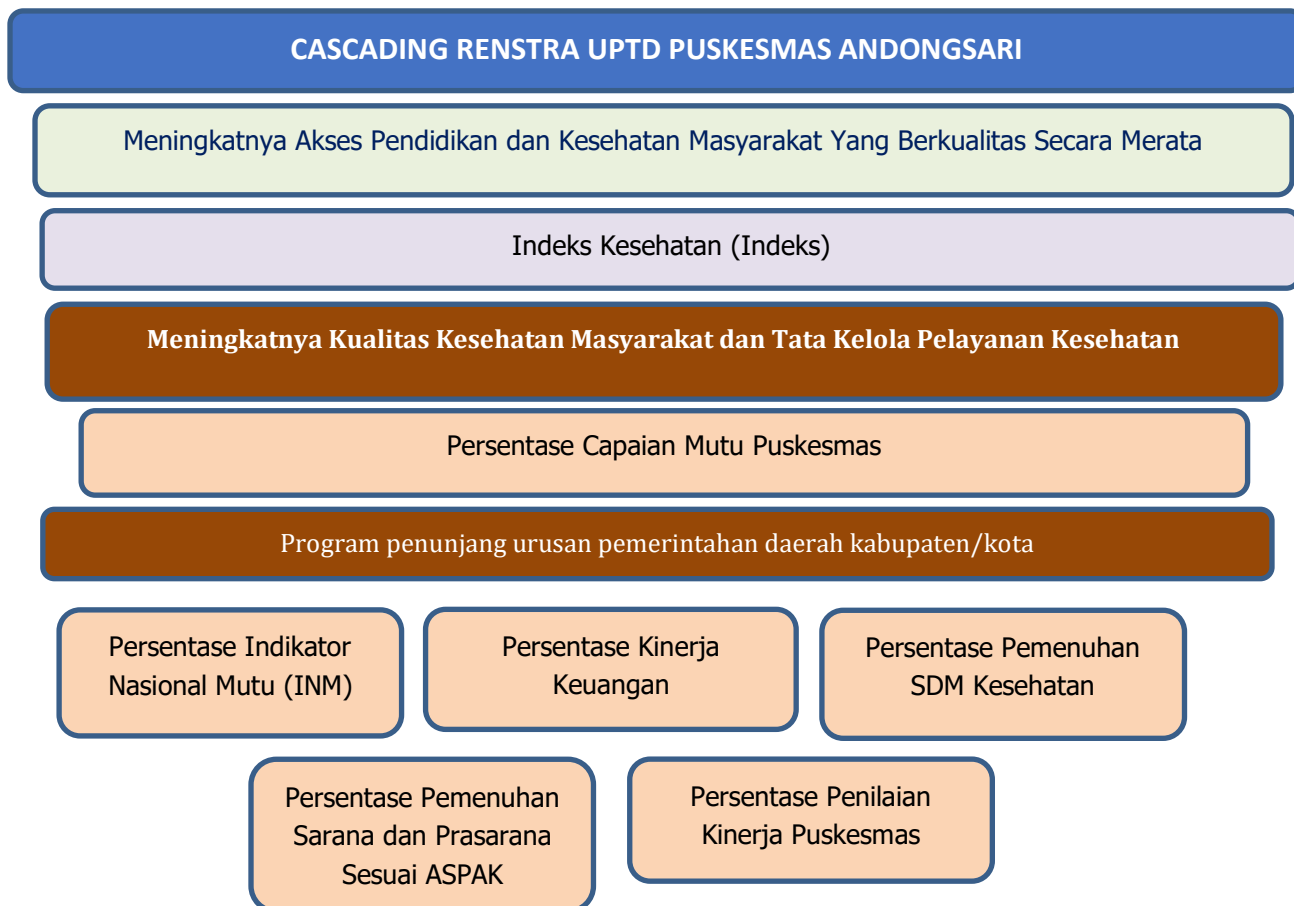 CASCADING RENSTRA UPTD PUSKESMAS ANDONGSARI
Meningkatnya Akses Pendidikan dan Kesehatan Masyarakat Yang Berkualitas Secara Merata
Indeks Kesehatan (Indeks)
Meningkatnya Kualitas Kesehatan Masyarakat dan Tata Kelola Pelayanan Kesehatan
Persentase Capaian Mutu Puskesmas
Program penunjang urusan pemerintahan daerah kabupaten/kota
Persentase Indikator
Nasional Mutu (INM)
Persentase Kinerja
Keuangan
Persentase Pemenuhan
SDM Kesehatan
Persentase Pemenuhan
Sarana dan Prasarana
Sesuai ASPAK
Persentase Penilaian
Kinerja Puskesmas